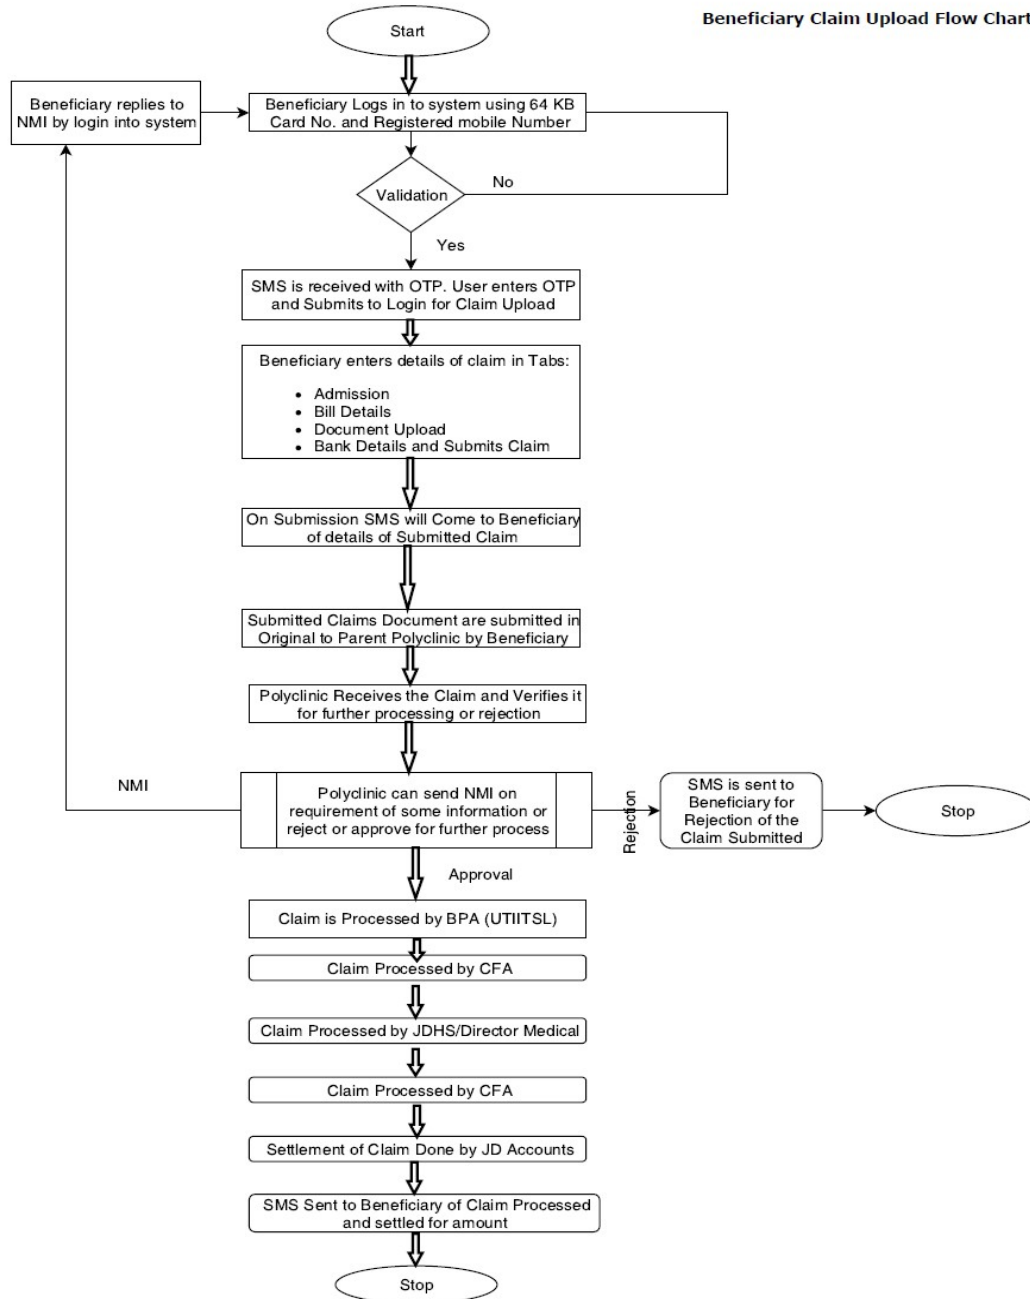 Beneficiary Claim Upload Flow Chart
Start
Beneficiary replies to
NMI by login into system
Beneficiary Logs in to system using 64 KB
Card No. and Registered mobile Number
Validation
No
Yes
SMS is received with OTP. User enters OTP
and Submits to Login for Claim Upload
Beneficiary enters details of claim in Tabs:
• Admission
• Bill Details
• Document Upload
• Bank Details and Submits Claim
On Submission SMS will Come to Beneficiary
of details of Submitted Claim
Submitted Claims Document are submitted in
Original to Parent Polyclinic by Beneficiary
Polyclinic Receives the Claim and Verifies it
for further processing or rejection
NMI
Polyclinic can send NMI on
requirement of some information or
reject or approve for further process
Rejection
SMS is sent to
Beneficiary for
Rejection of the
Claim Submitted
Stop
Approval
Claim is Processed by BPA (UTIITSL)
Claim Processed by CFA
Claim Processed by JDHS/Director Medical
Claim Processed by CFA
Settlement of Claim Done by JD Accounts
SMS Sent to Beneficiary of Claim Processed
and settled for amount
Stop